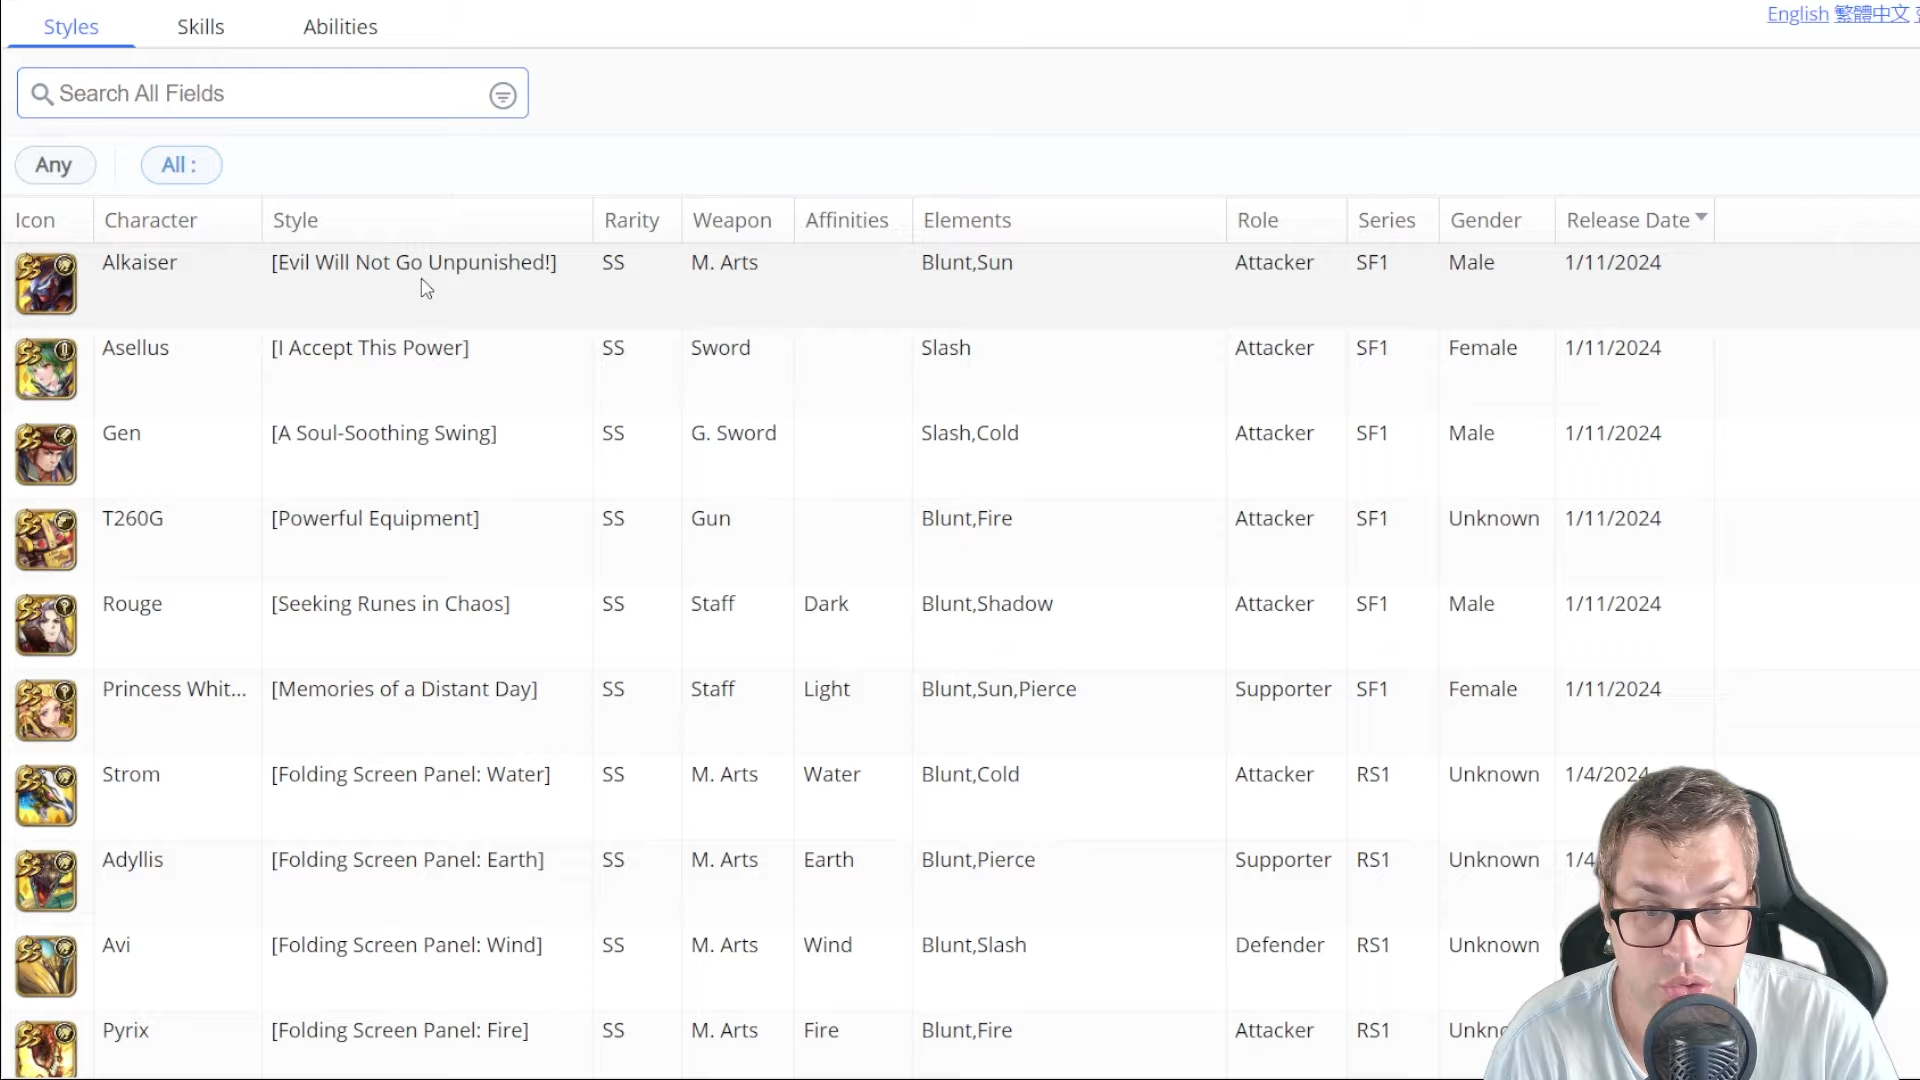 Styles Skills Abilities English 繁體中文
Search All Fields
Any All :
Icon Character Style Rarity Weapon Affinities Elements Role Series Gender Release Date
Alkaiser [Evil Will Not Go Unpunished!] SS M. Arts Blunt,Sun Attacker SF1 Male 1/11/2024
Asellus [I Accept This Power] SS Sword Slash Attacker SF1 Female 1/11/2024
Gen [A Soul-Soothing Swing] SS G. Sword Slash,Cold Attacker SF1 Male 1/11/2024
T260G [Powerful Equipment] SS Gun Blunt,Fire Attacker SF1 Unknown 1/11/2024
Rouge [Seeking Runes in Chaos] SS Staff Dark Blunt,Shadow Attacker SF1 Male 1/11/2024
Princess Whit... [Memories of a Distant Day] SS Staff Light Blunt,Sun,Pierce Supporter SF1 Female 1/11/2024
Strom [Folding Screen Panel: Water] SS M. Arts Water Blunt,Cold Attacker RS1 Unknown 1/4/2024
Adyllis [Folding Screen Panel: Earth] SS M. Arts Earth Blunt,Pierce Supporter RS1 Unknown 1/4
Avi [Folding Screen Panel: Wind] SS M. Arts Wind Blunt,Slash Defender RS1 Unknown
Pyrix [Folding Screen Panel: Fire] SS M. Arts Fire Blunt,Fire Attacker RS1